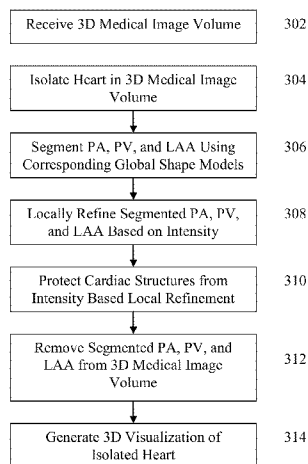 Receive 3D Medical Image Volume 302
Isolate Heart in 3D Medical Image 304
Volume
Segment PA, PV, and LAA Using 306
Corresponding Global Shape Models
Locally Refine Segmented PA, PV, 308
and LAA Based on Intensity
Protect Cardiac Structures from 310
Intensity Based Local Refinement
Remove Segmented PA, PV, and
LAA from 3D Medical Image 312
Volume
Generate 3D Visualization of 314
Isolated Heart